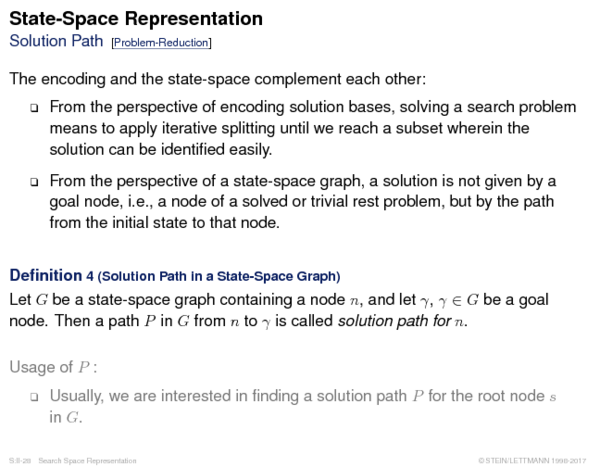 State-Space Representation
Solution Path [Problem-Reduction]
The encoding and the state-space complement each other:
❑ From the perspective of encoding solution bases, solving a search problem
means to apply iterative splitting until we reach a subset wherein the
solution can be identified easily.
❑ From the perspective of a state-space graph, a solution is not given by a
goal node, i.e., a node of a solved or trivial rest problem, but by the path
from the initial state to that node.
Definition 4 (Solution Path in a State-Space Graph)
Let G be a state-space graph containing a node n, and let γ, γ ∈ G be a goal
node. Then a path P in G from n to γ is called solution path for n.
Usage of P :
❑ Usually, we are interested in finding a solution path P for the root node s
in G.
S:II-28 Search Space Representation
© STEIN/LETTMANN 1998-2017